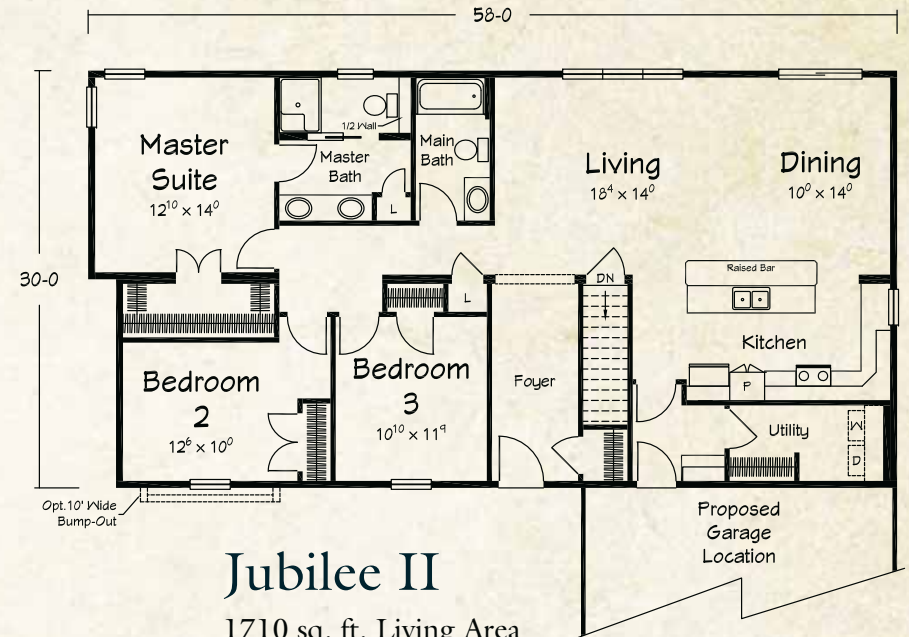 58-0
30-0
Master
Suite
12¹⁰ x 14⁰
1/2 Wall
Master
Bath
L
Main
Bath
Living
18⁴ x 14⁰
Dining
10⁰ x 14⁰
Raised Bar
Kitchen
P
DN
L
Foyer
Bedroom
2
12⁶ x 10⁰
Bedroom
3
10¹⁰ x 11⁹
Utility
W
D
Opt. 10' Wide
Bump-Out
Proposed
Garage
Location
Jubilee II
1710 sq. ft. Living Area